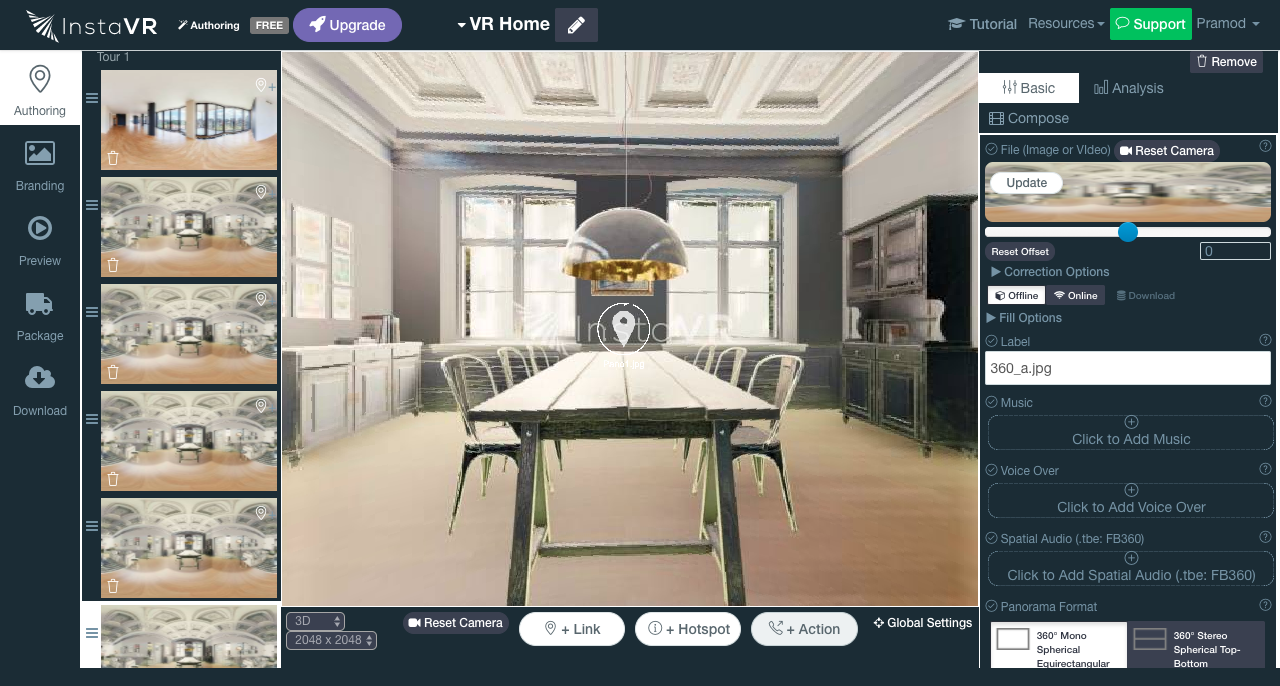 InstaVR
Authoring
FREE
Upgrade
VR Home
Tutorial
Resources
Support
Pramod
Authoring
Branding
Preview
Package
Download
Tour 1
InstaVR
3D
2048 x 2048
Reset Camera
+ Link
+ Hotspot
+ Action
Global Settings
Remove
Basic
Analysis
Compose
File (Image or VIdeo)
Reset Camera
Update
Reset Offset
0
Correction Options
Offline
Online
Download
Fill Options
Label
360_a.jpg
Music
Click to Add Music
Voice Over
Click to Add Voice Over
Spatial Audio (.tbe: FB360)
Click to Add Spatial Audio (.tbe: FB360)
Panorama Format
360° Mono
Spherical
Equirectangular
360° Stereo
Spherical Top-
Bottom